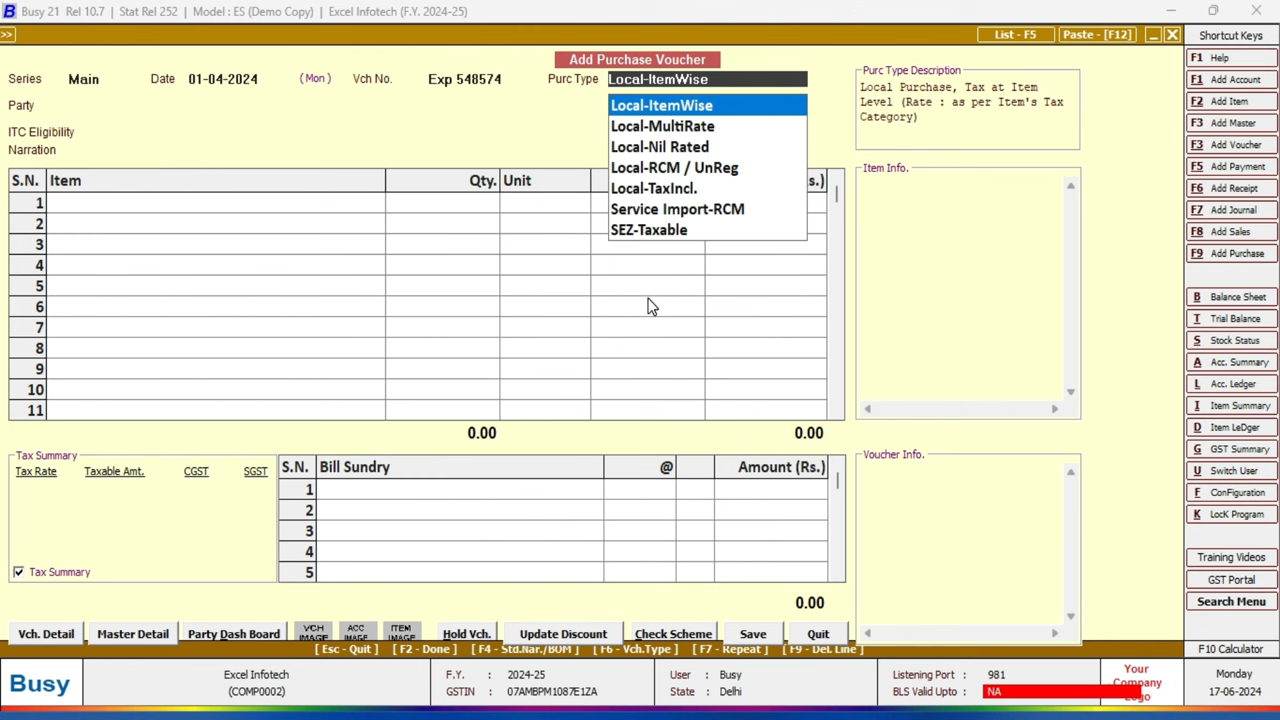 Busy 21 Rel 10.7 | Stat Rel 252 | Model : ES (Demo Copy) | Excel Infotech (F.Y. 2024-25)
>>
List - F5
Paste - [F12]
Shortcut Keys
Add Purchase Voucher
Series Main Date 01-04-2024 (Mon) Vch No. Exp 548574 Purc Type Local-ItemWise
Party
ITC Eligibility
Narration
Local-ItemWise
Local-MultiRate
Local-Nil Rated
Local-RCM / UnReg
Local-TaxIncl.
Service Import-RCM
SEZ-Taxable
Purc Type Description
Local Purchase, Tax at Item
Level (Rate : as per Item's Tax
Category)
S.N. Item Qty. Unit s.)
1
2
3
4
5
6
7
8
9
10
11
0.00 0.00
Item Info.
Tax Summary
Tax Rate Taxable Amt. CGST SGST
Tax Summary
S.N. Bill Sundry @ Amount (Rs.)
1
2
3
4
5
0.00
Voucher Info.
F1 Help
F1 Add Account
F2 Add Item
F3 Add Master
F3 Add Voucher
F5 Add Payment
F6 Add Receipt
F7 Add Journal
F8 Add Sales
F9 Add Purchase
B Balance Sheet
T Trial Balance
S Stock Status
A Acc. Summary
L Acc. Ledger
I Item Summary
D Item LeDger
G GST Summary
U Switch User
F ConFiguration
K LocK Program
Training Videos
GST Portal
Search Menu
F10 Calculator
Vch. Detail
Master Detail
Party Dash Board
VCH IMAGE
ACC IMAGE
ITEM IMAGE
Hold Vch.
Update Discount
Check Scheme
Save
Quit
[ Esc - Quit ] [ F2 - Done ] [ F4 - Std.Nar./BOM ] [ F6 - Vch.Type ] [ F7 - Repeat ] [ F9 - Del. Line ]
Busy
Excel Infotech
(COMP0002)
F.Y. : 2024-25
GSTIN : 07AMBPM1087E1ZA
User : Busy
State : Delhi
Listening Port : 981
BLS Valid Upto : NA
Your
Company
Logo
Monday
17-06-2024